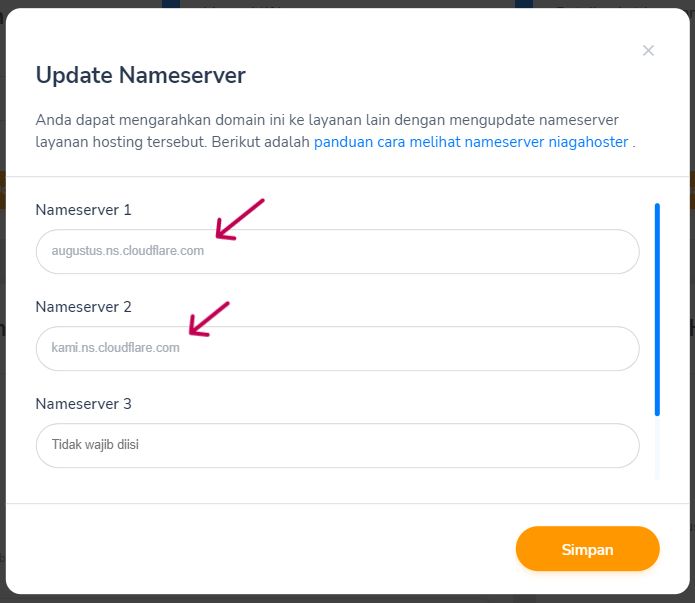 Update Nameserver
Anda dapat mengarahkan domain ini ke layanan lain dengan mengupdate nameserver
layanan hosting tersebut. Berikut adalah panduan cara melihat nameserver niagahoster .
Nameserver 1
augustus.ns.cloudflare.com
Nameserver 2
kami.ns.cloudflare.com
Nameserver 3
Tidak wajib diisi
Simpan